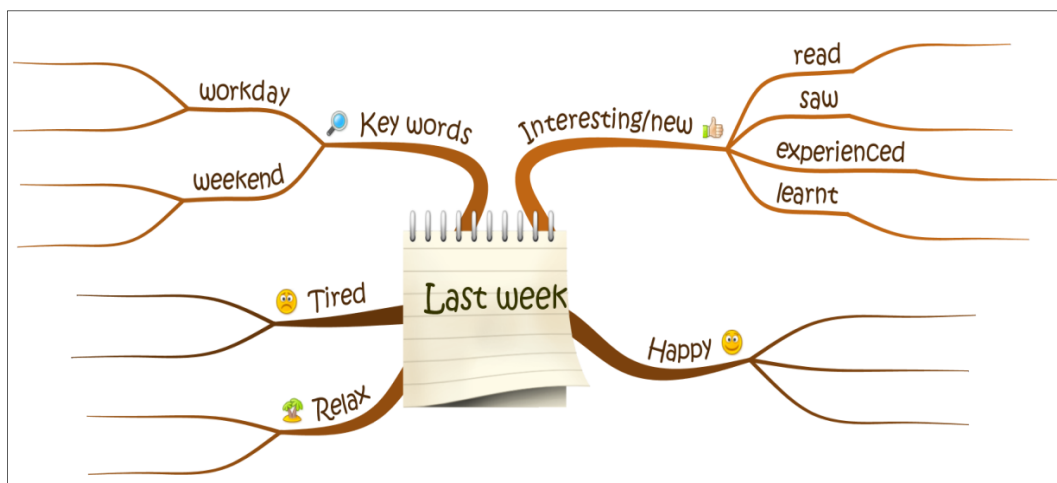 Last week
Key words
workday
weekend
Interesting/new
read
saw
experienced
learnt
Tired
Relax
Happy